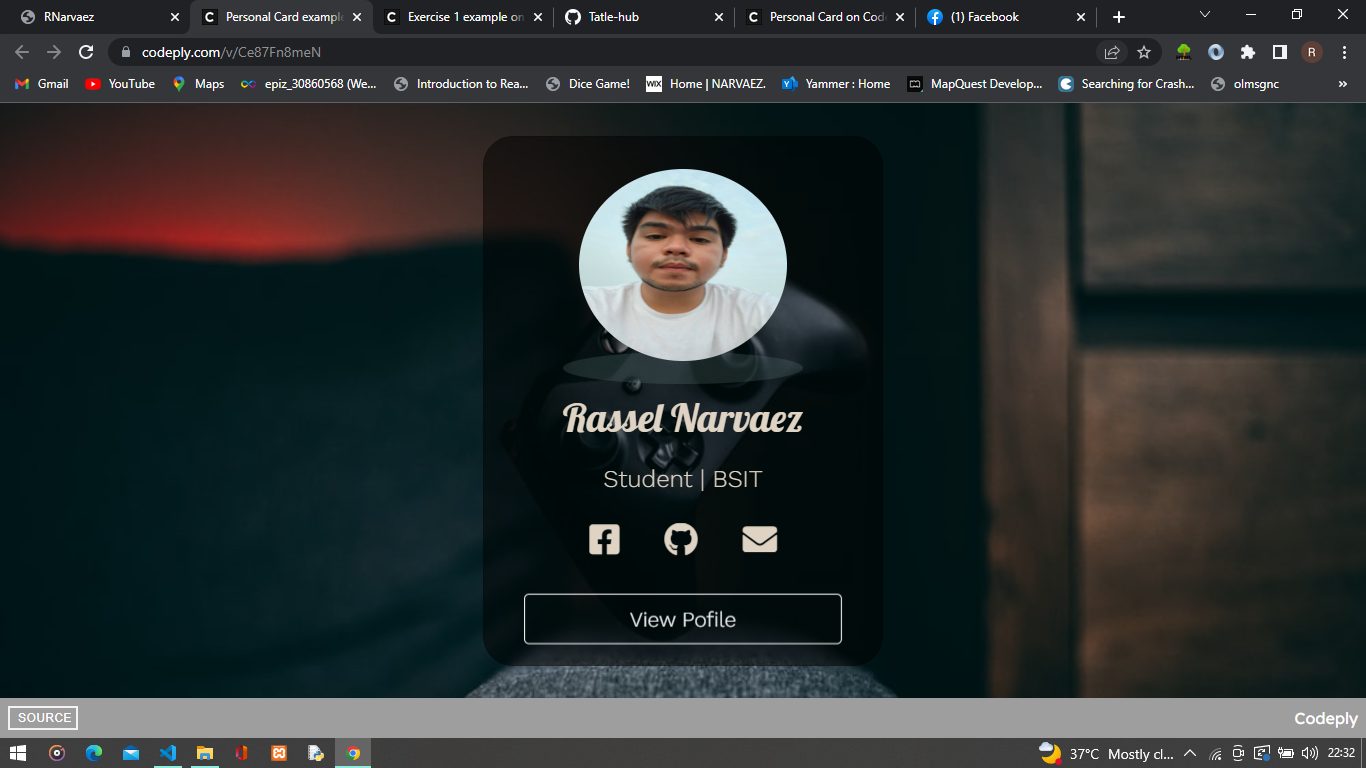 RNarvaez
Personal Card example
Exercise 1 example on
Tatle-hub
Personal Card on Code
(1) Facebook
codeply.com/v/Ce87Fn8meN
R
Gmail
YouTube
Maps
epiz_30860568 (We...
Introduction to Rea...
Dice Game!
WIX
Home | NARVAEZ.
Yammer : Home
MapQuest Develop...
Searching for Crash...
olmsgnc
»
Rassel Narvaez
Student | BSIT
View Pofile
SOURCE
Codeply
37°C Mostly cl...
22:32